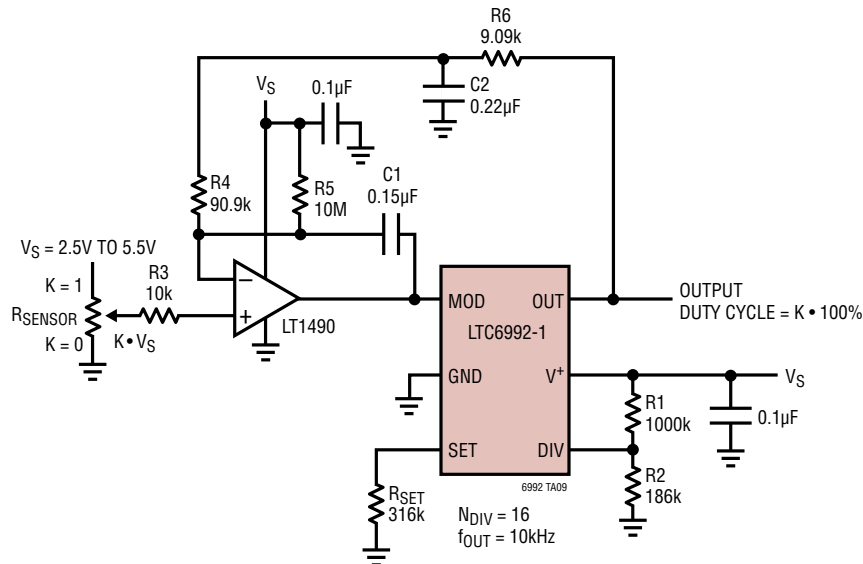 R6
9.09k
VS
0.1µF
C2
0.22µF
R4
90.9k
R5
10M
C1
0.15µF
VS = 2.5V TO 5.5V
K = 1
R3
10k
RSENSOR
K = 0
K • VS
−
+
LT1490
MOD
OUT
LTC6992-1
GND
V+
SET
DIV
OUTPUT
DUTY CYCLE = K • 100%
VS
R1
1000k
0.1µF
R2
186k
6992 TA09
RSET
316k
NDIV = 16
fOUT = 10kHz